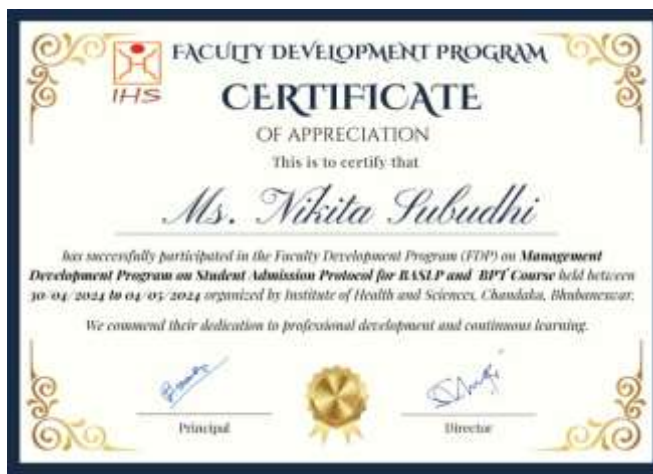 FACULTY DEVELOPMENT PROGRAM
IHS
CERTIFICATE
OF APPRECIATION
This is to certify that
Ms. Nikita Subudhi
has successfully participated in the Faculty Development Program (FDP) on Management
Development Program on Student Admission Protocol for BASLP and BPT Course held between
30/04/2024 to 04/05/2024 organized by Institute of Health and Sciences, Chandaka, Bhubaneswar.
We commend their dedication to professional development and continuous learning.
Principal
Director